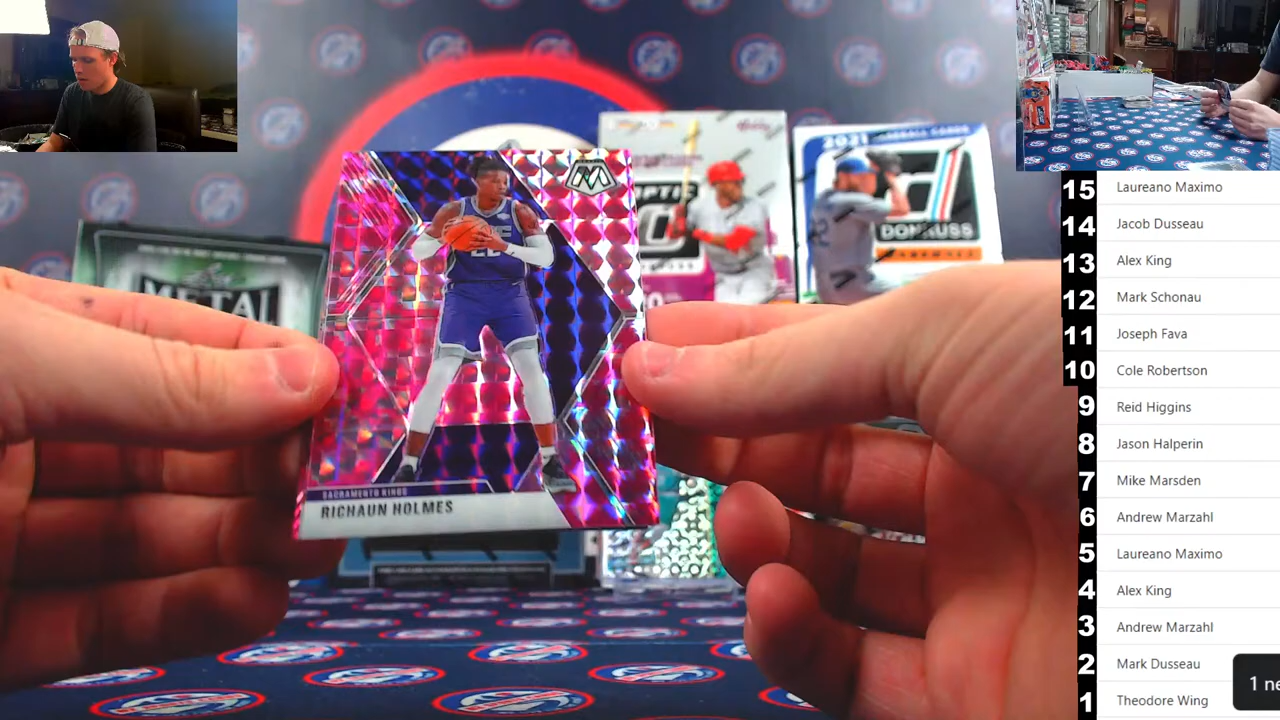 15 Laureano Maximo
14 Jacob Dusseau
13 Alex King
12 Mark Schonau
11 Joseph Fava
10 Cole Robertson
9 Reid Higgins
8 Jason Halperin
7 Mike Marsden
6 Andrew Marzahl
5 Laureano Maximo
4 Alex King
3 Andrew Marzahl
2 Mark Dusseau
1 Theodore Wing
1 ne
2021
DONRUSS
METAL
SACRAMENTO KINGS
RICHAUN HOLMES